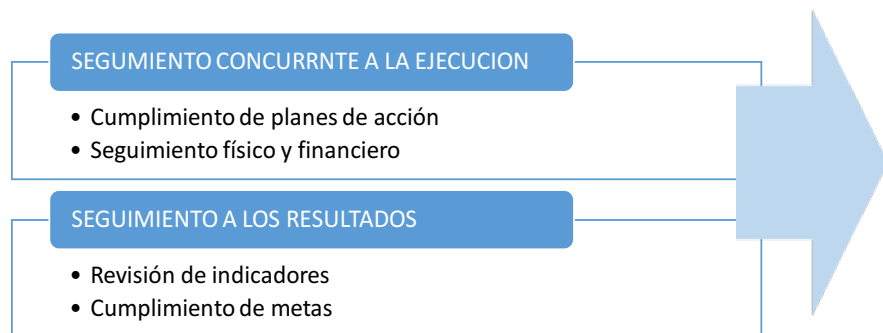 SEGUMIENTO CONCURRNTE A LA EJECUCION
• Cumplimiento de planes de acción
• Seguimiento físico y financiero
SEGUIMIENTO A LOS RESULTADOS
• Revisión de indicadores
• Cumplimiento de metas